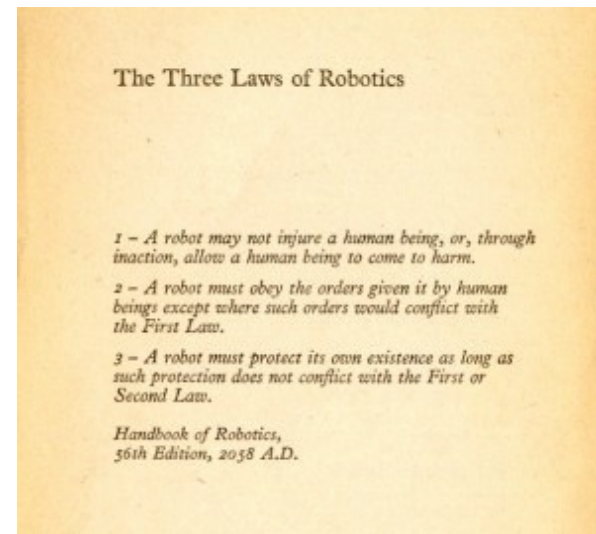 The Three Laws of Robotics
1 – A robot may not injure a human being, or, through
inaction, allow a human being to come to harm.
2 – A robot must obey the orders given it by human
beings except where such orders would conflict with
the First Law.
3 – A robot must protect its own existence as long as
such protection does not conflict with the First or
Second Law.
Handbook of Robotics,
56th Edition, 2058 A.D.